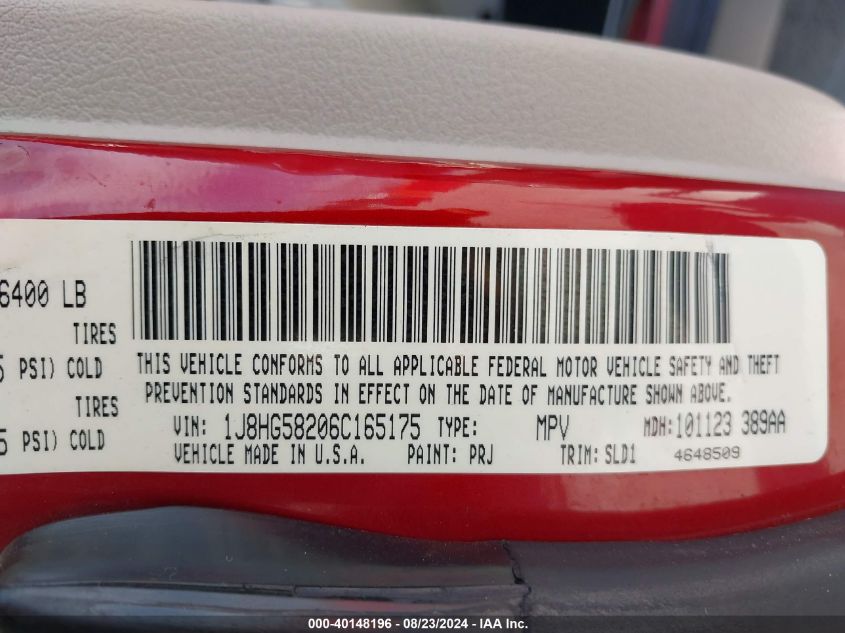 6400 LB
TIRES
5 PSI) COLD
TIRES
5 PSI) COLD
THIS VEHICLE CONFORMS TO ALL APPLICABLE FEDERAL MOTOR VEHICLE SAFETY AND THEFT
PREVENTION STANDARDS IN EFFECT ON THE DATE OF MANUFACTURE SHOWN ABOVE.
VIN: 1J8HG58206C165175 TYPE: MPV MDH: 101123 389AA
VEHICLE MADE IN U.S.A. PAINT: PRJ TRIM: SLD1 4648509
000-40148196 - 08/23/2024 - IAA Inc.